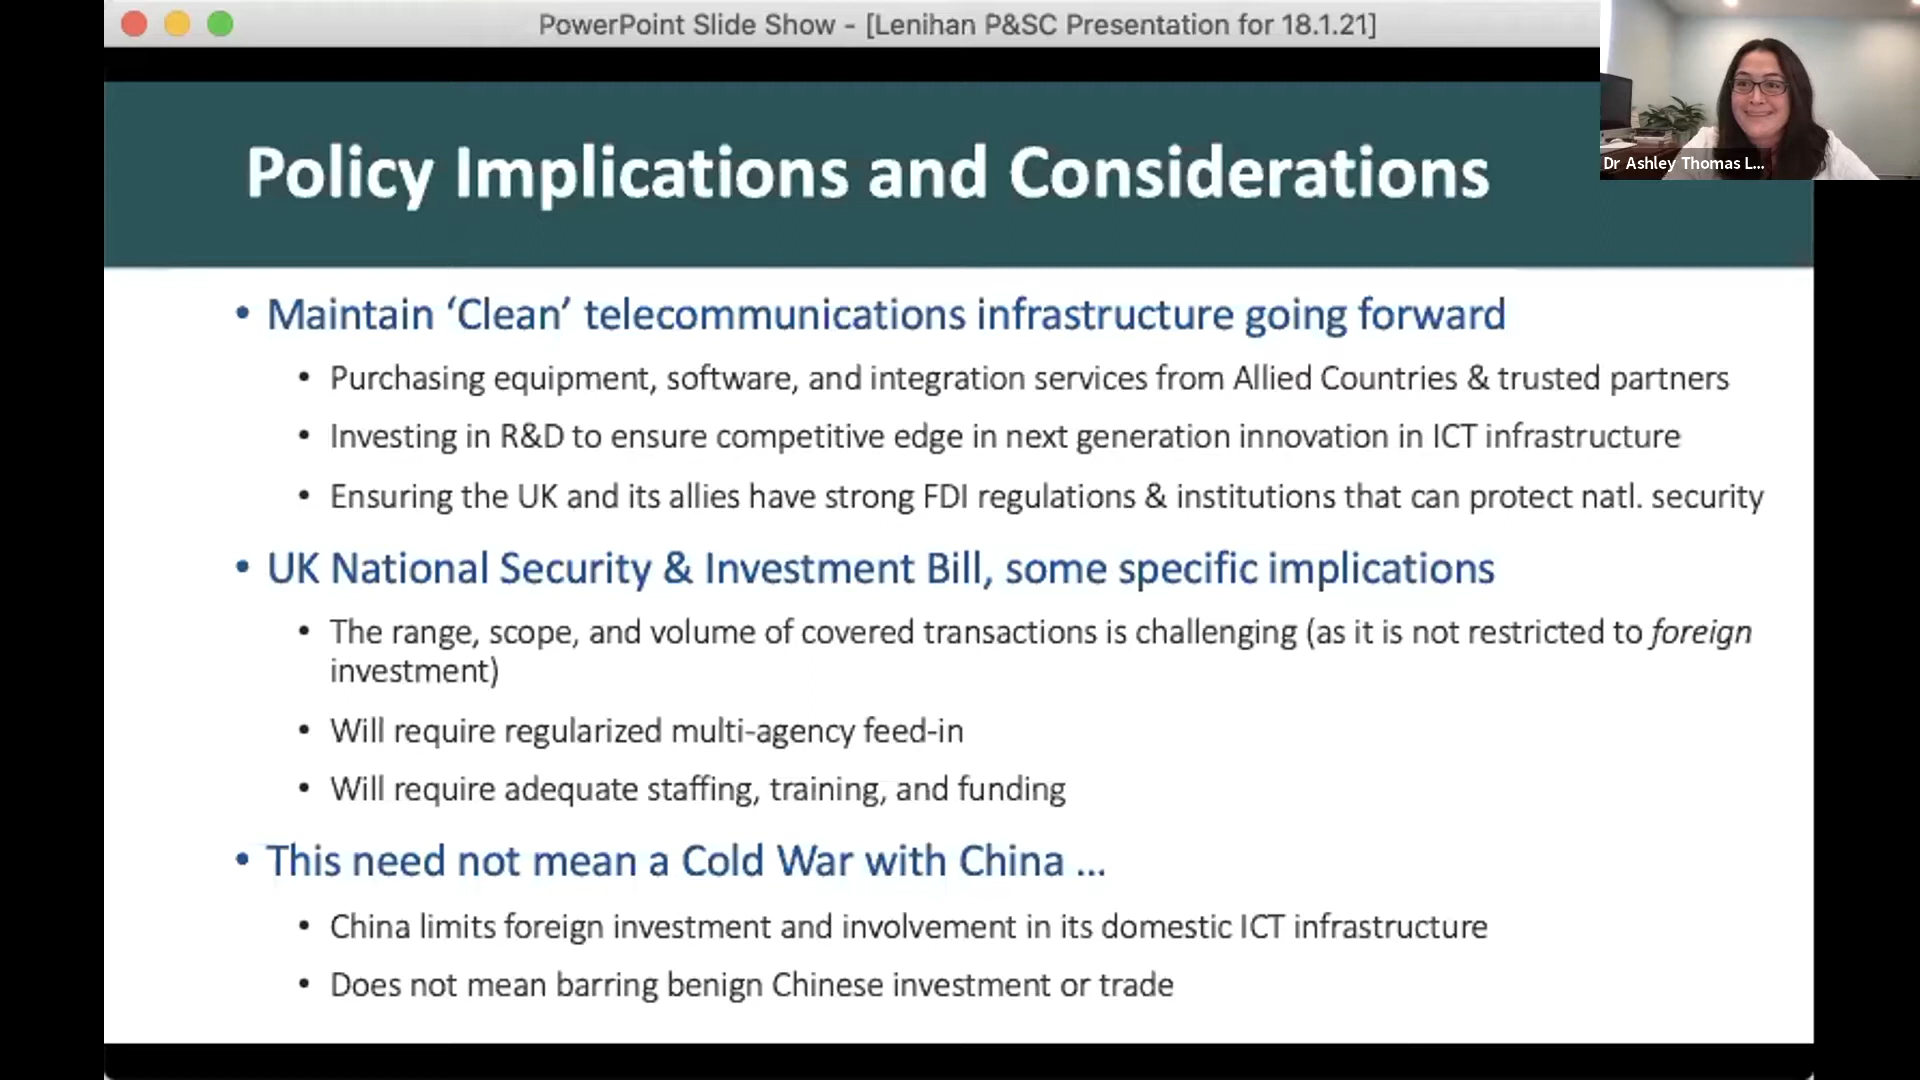 PowerPoint Slide Show - [Lenihan P&SC Presentation for 18.1.21]
Dr Ashley Thomas L...
Policy Implications and Considerations
• Maintain ‘Clean’ telecommunications infrastructure going forward
• Purchasing equipment, software, and integration services from Allied Countries & trusted partners
• Investing in R&D to ensure competitive edge in next generation innovation in ICT infrastructure
• Ensuring the UK and its allies have strong FDI regulations & institutions that can protect natl. security
• UK National Security & Investment Bill, some specific implications
• The range, scope, and volume of covered transactions is challenging (as it is not restricted to foreign
investment)
• Will require regularized multi-agency feed-in
• Will require adequate staffing, training, and funding
• This need not mean a Cold War with China ...
• China limits foreign investment and involvement in its domestic ICT infrastructure
• Does not mean barring benign Chinese investment or trade